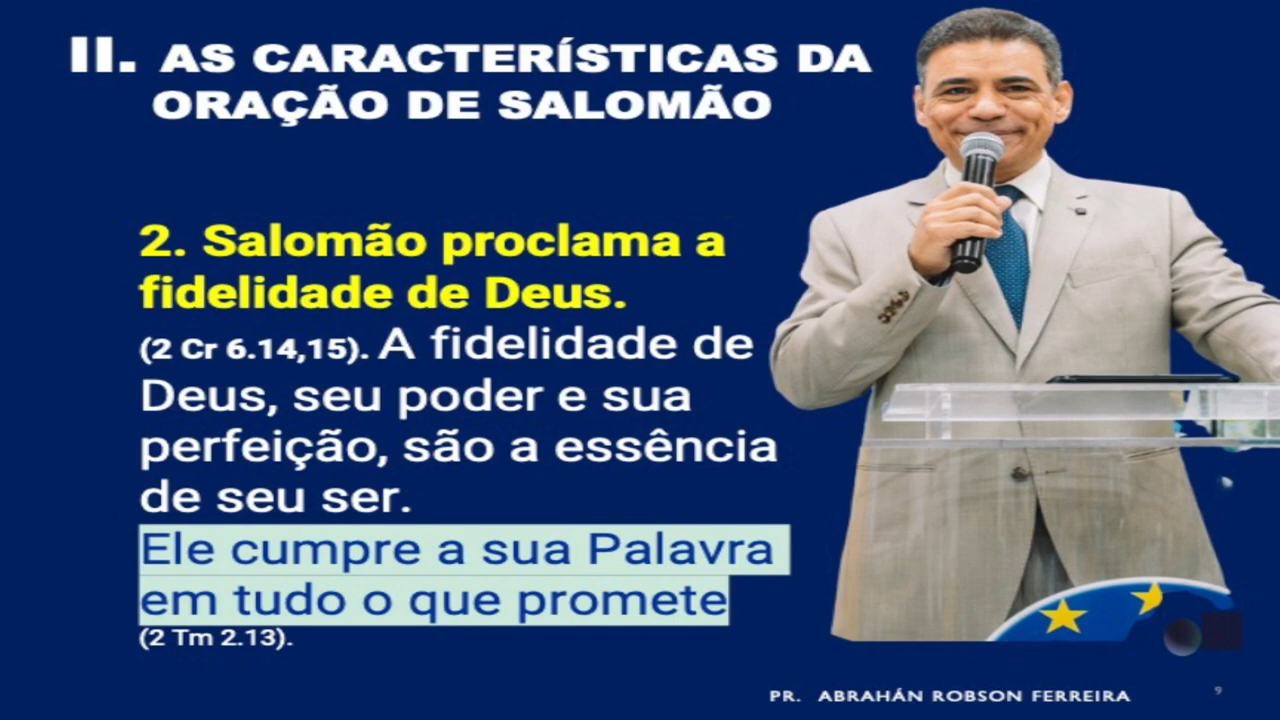 II. AS CARACTERÍSTICAS DA
ORAÇÃO DE SALOMÃO
2. Salomão proclama a
fidelidade de Deus.
(2 Cr 6.14,15). A fidelidade de
Deus, seu poder e sua
perfeição, são a essência
de seu ser.
Ele cumpre a sua Palavra
em tudo o que promete
(2 Tm 2.13).
PR. ABRAHÁN ROBSON FERREIRA
9